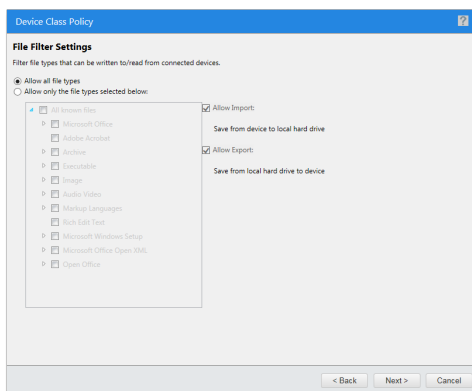 Device Class Policy
?
File Filter Settings
Filter file types that can be written to/read from connected devices.
Allow all file types
Allow only the file types selected below:
All known files
Allow Import:
Microsoft Office
Adobe Acrobat
Save from device to local hard drive
Archive
Allow Export:
Executable
Image
Save from local hard drive to device
Audio Video
Markup Languages
Rich Edit Text
Microsoft Windows Setup
Microsoft Office Open XML
Open Office
< Back
Next >
Cancel